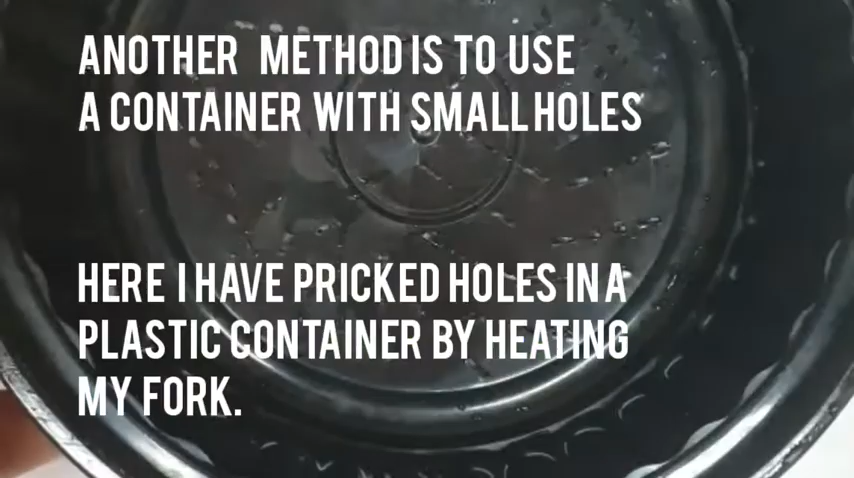 ANOTHER METHOD IS TO USE
A CONTAINER WITH SMALL HOLES
HERE I HAVE PRICKED HOLES IN A
PLASTIC CONTAINER BY HEATING
MY FORK.